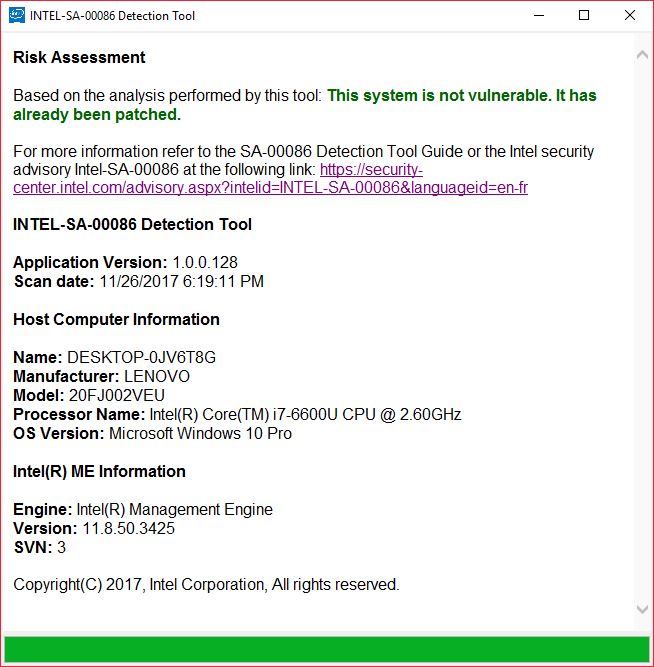 INTEL-SA-00086 Detection Tool
Risk Assessment
Based on the analysis performed by this tool: This system is not vulnerable. It has
already been patched.
For more information refer to the SA-00086 Detection Tool Guide or the Intel security
advisory Intel-SA-00086 at the following link: https://security-
center.intel.com/advisory.aspx?intelid=INTEL-SA-00086&languageid=en-fr
INTEL-SA-00086 Detection Tool
Application Version: 1.0.0.128
Scan date: 11/26/2017 6:19:11 PM
Host Computer Information
Name: DESKTOP-0JV6T8G
Manufacturer: LENOVO
Model: 20FJ002VEU
Processor Name: Intel(R) Core(TM) i7-6600U CPU @ 2.60GHz
OS Version: Microsoft Windows 10 Pro
Intel(R) ME Information
Engine: Intel(R) Management Engine
Version: 11.8.50.3425
SVN: 3
Copyright(C) 2017, Intel Corporation, All rights reserved.